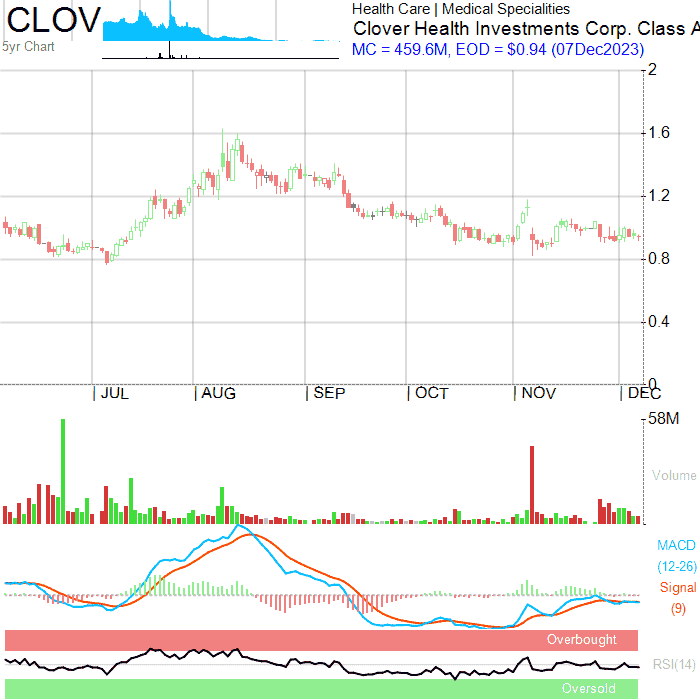 CLOV
5yr Chart
Health Care | Medical Specialities
Clover Health Investments Corp. Class A
MC = 459.6M, EOD = $0.94 (07Dec2023)
2
1.6
1.2
0.8
0.4
0
JUL AUG SEP OCT NOV DEC
58M
Volume
MACD
(12-26)
Signal
(9)
Overbought
RSI(14)
Oversold